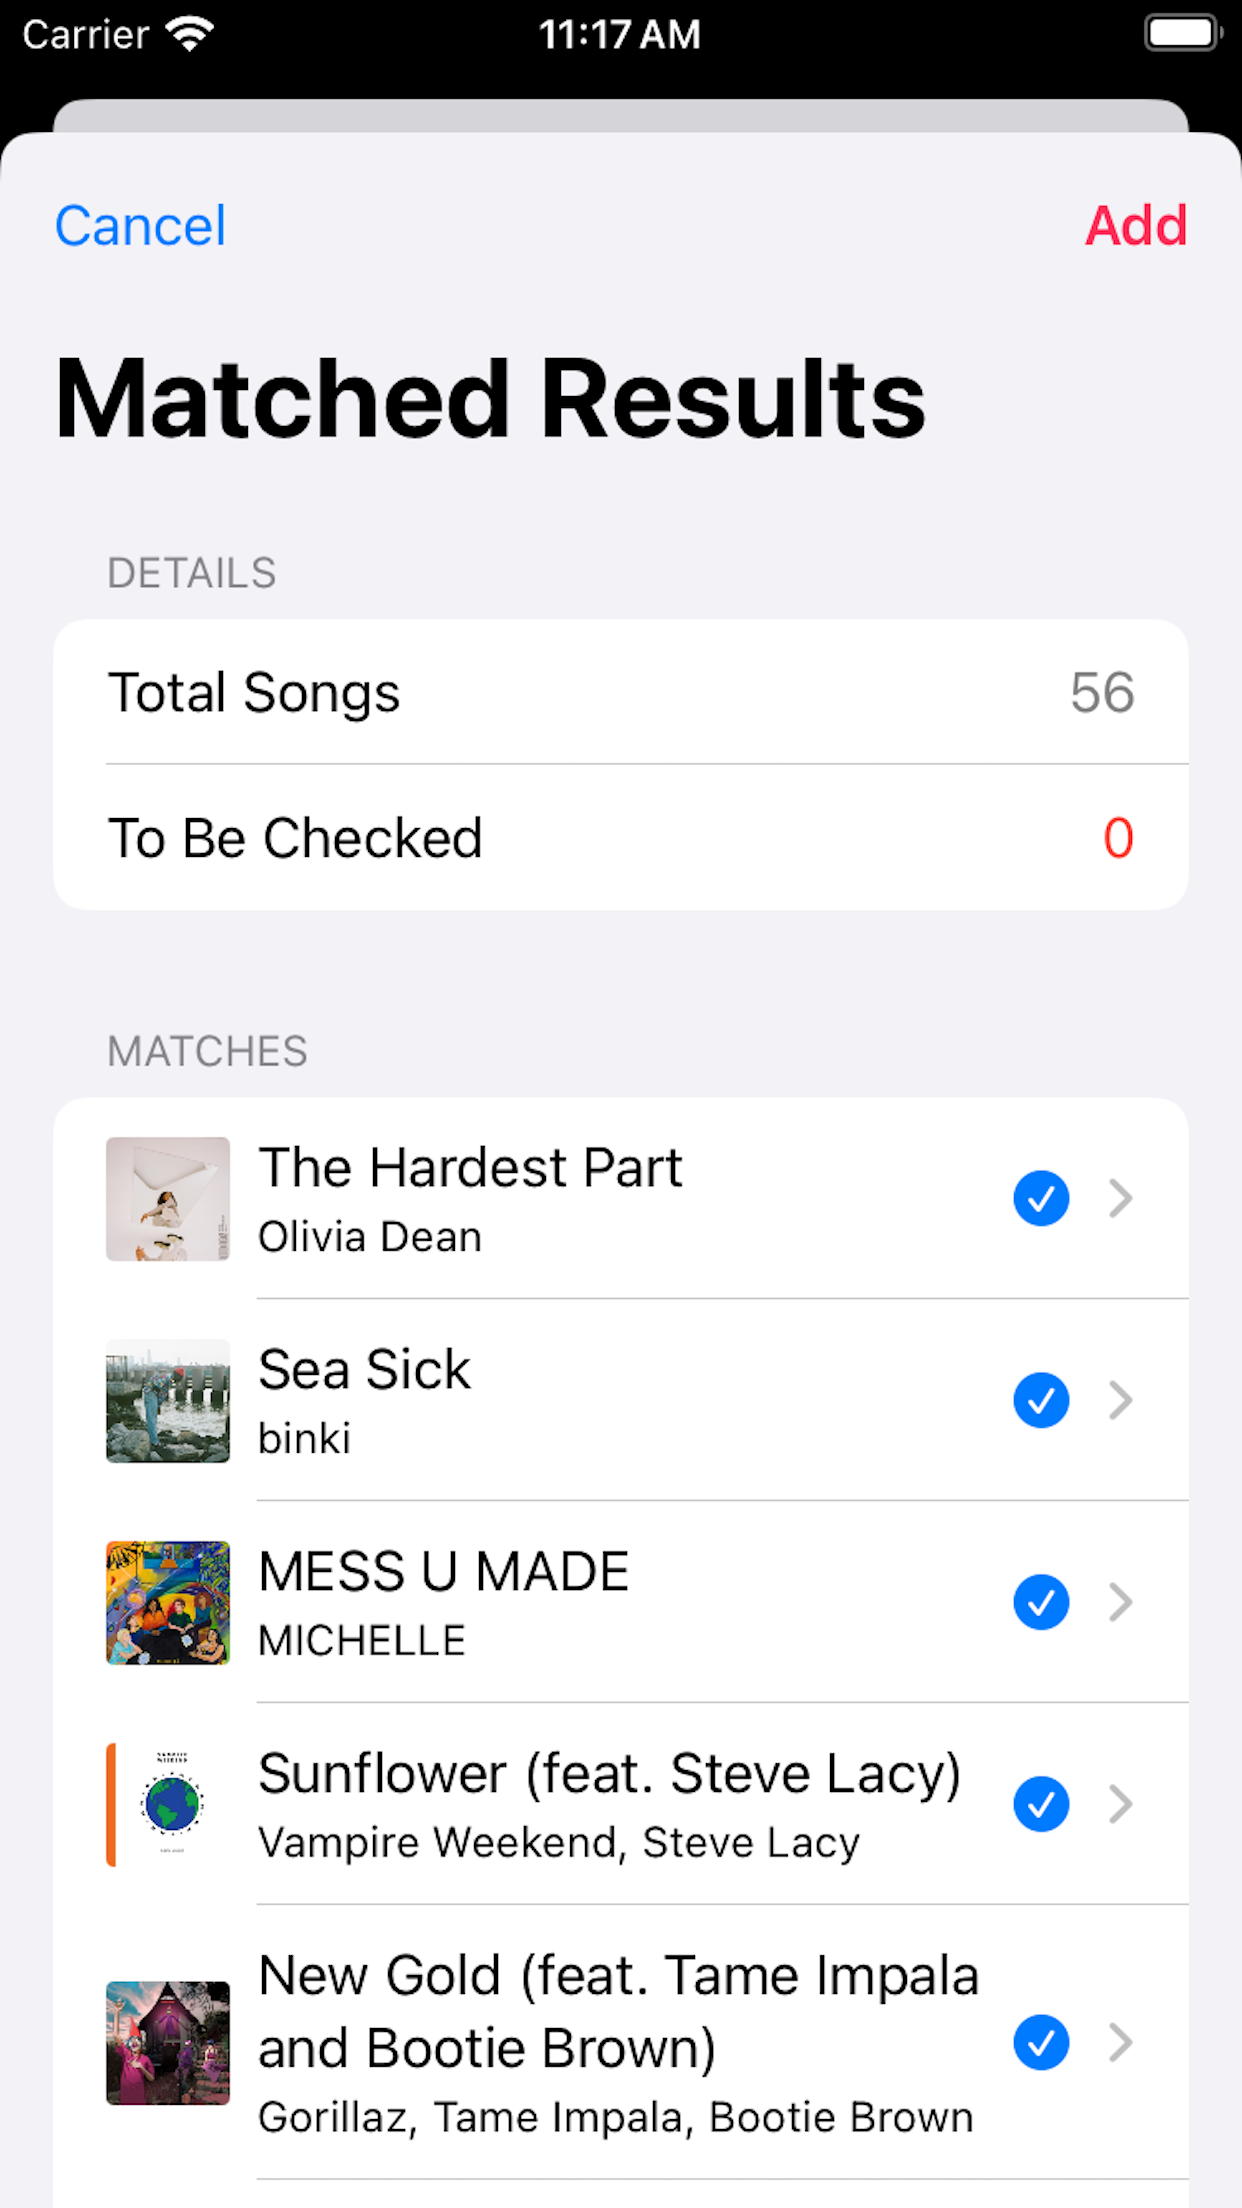 Carrier 11:17 AM
Cancel Add
Matched Results
DETAILS
Total Songs 56
To Be Checked 0
MATCHES
The Hardest Part
Olivia Dean
Sea Sick
binki
MESS U MADE
MICHELLE
Sunflower (feat. Steve Lacy)
Vampire Weekend, Steve Lacy
New Gold (feat. Tame Impala
and Bootie Brown)
Gorillaz, Tame Impala, Bootie Brown